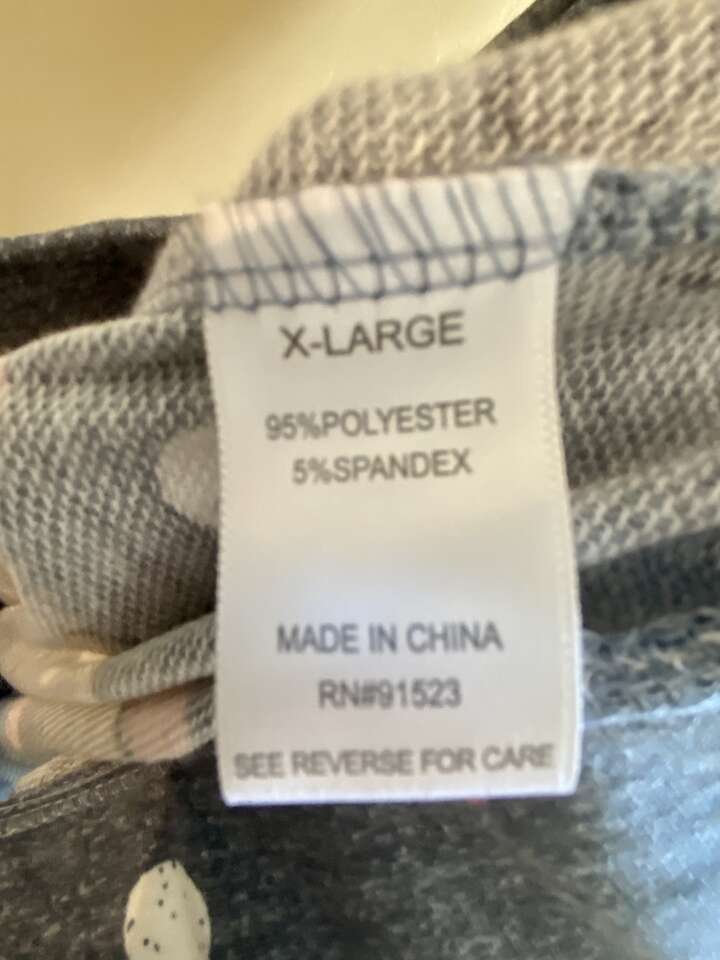 X-LARGE
95%POLYESTER
5%SPANDEX
MADE IN CHINA
RN#91523
SEE REVERSE FOR CARE